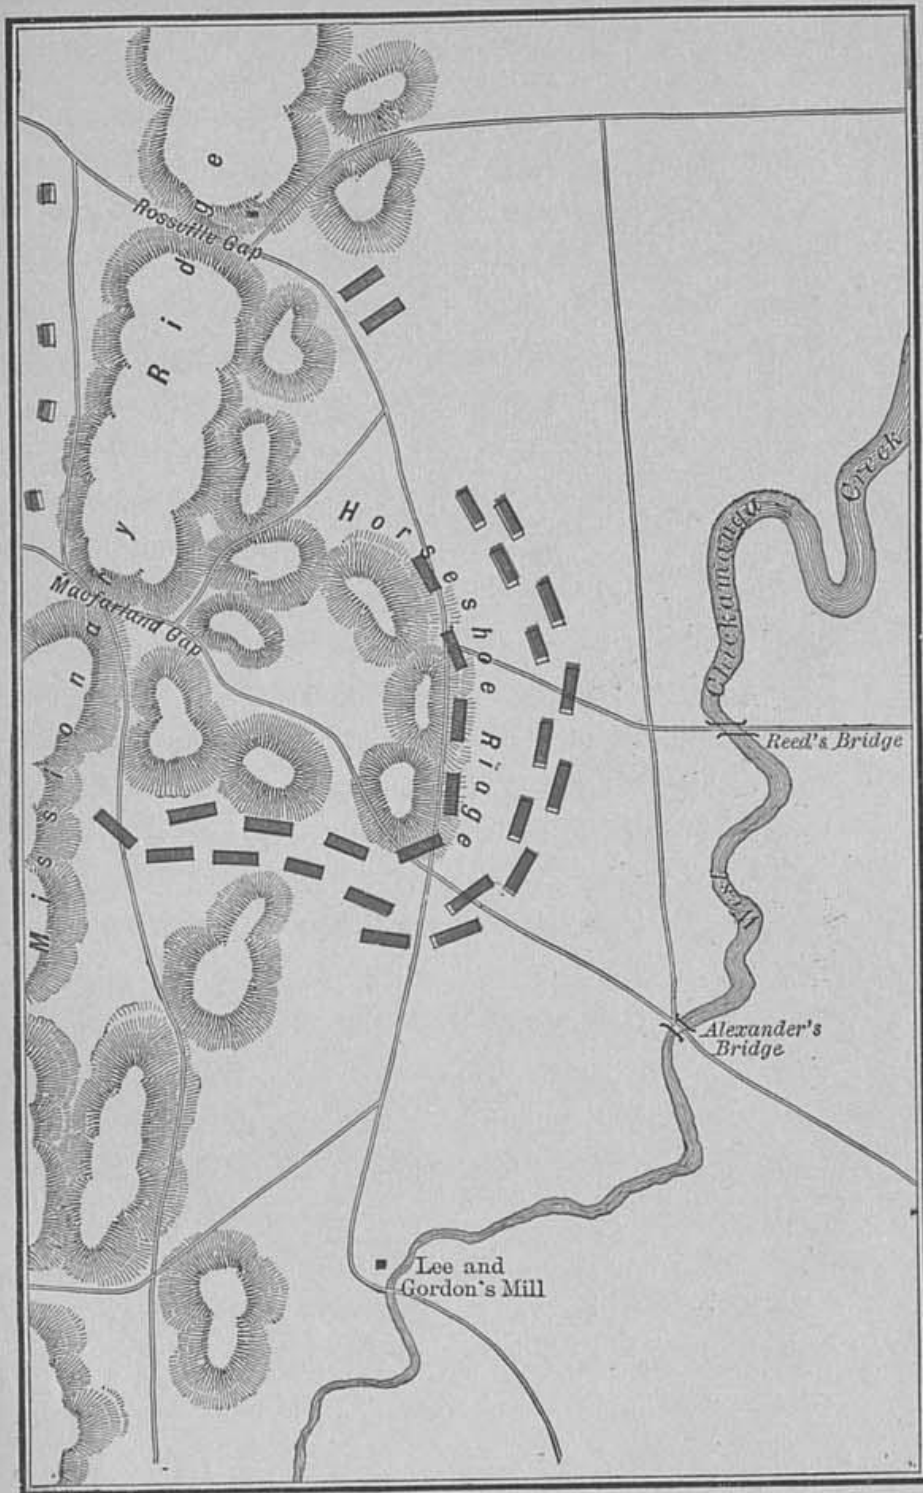 Missionary Ridge
Rossville Gap
Macfarland Gap
Horseshoe Ridge
West Chickamauga Creek
Reed's Bridge
Alexander's
Bridge
Lee and
Gordon's Mill